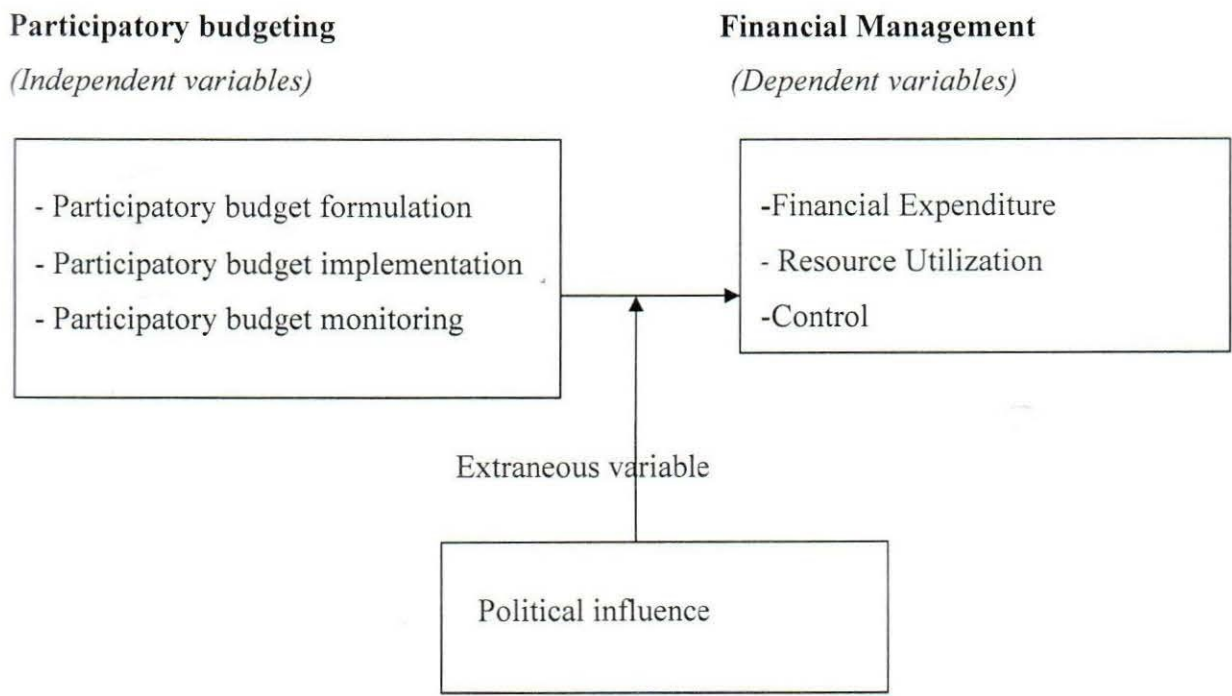 Participatory budgeting
(Independent variables)
- Participatory budget formulation
- Participatory budget implementation
- Participatory budget monitoring
Financial Management
(Dependent variables)
-Financial Expenditure
- Resource Utilization
-Control
Extraneous variable
Political influence